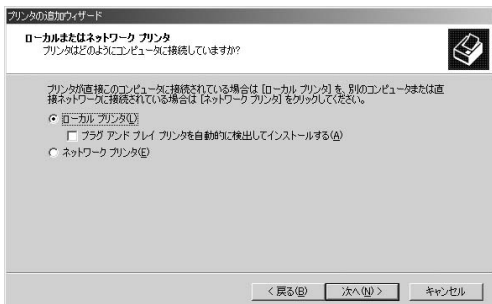 プリンタの追加ウィザード
ローカルまたはネットワーク プリンタ
プリンタはどのようにコンピュータに接続していますか?
プリンタが直接このコンピュータに接続されている場合は [ローカル プリンタ] を、別のコンピュータまたは直
接ネットワークに接続されている場合は [ネットワーク プリンタ] をクリックしてください。
ローカル プリンタ(L)
プラグ アンド プレイ プリンタを自動的に検出してインストールする(A)
ネットワーク プリンタ(E)
< 戻る(B) 次へ(N) > キャンセル